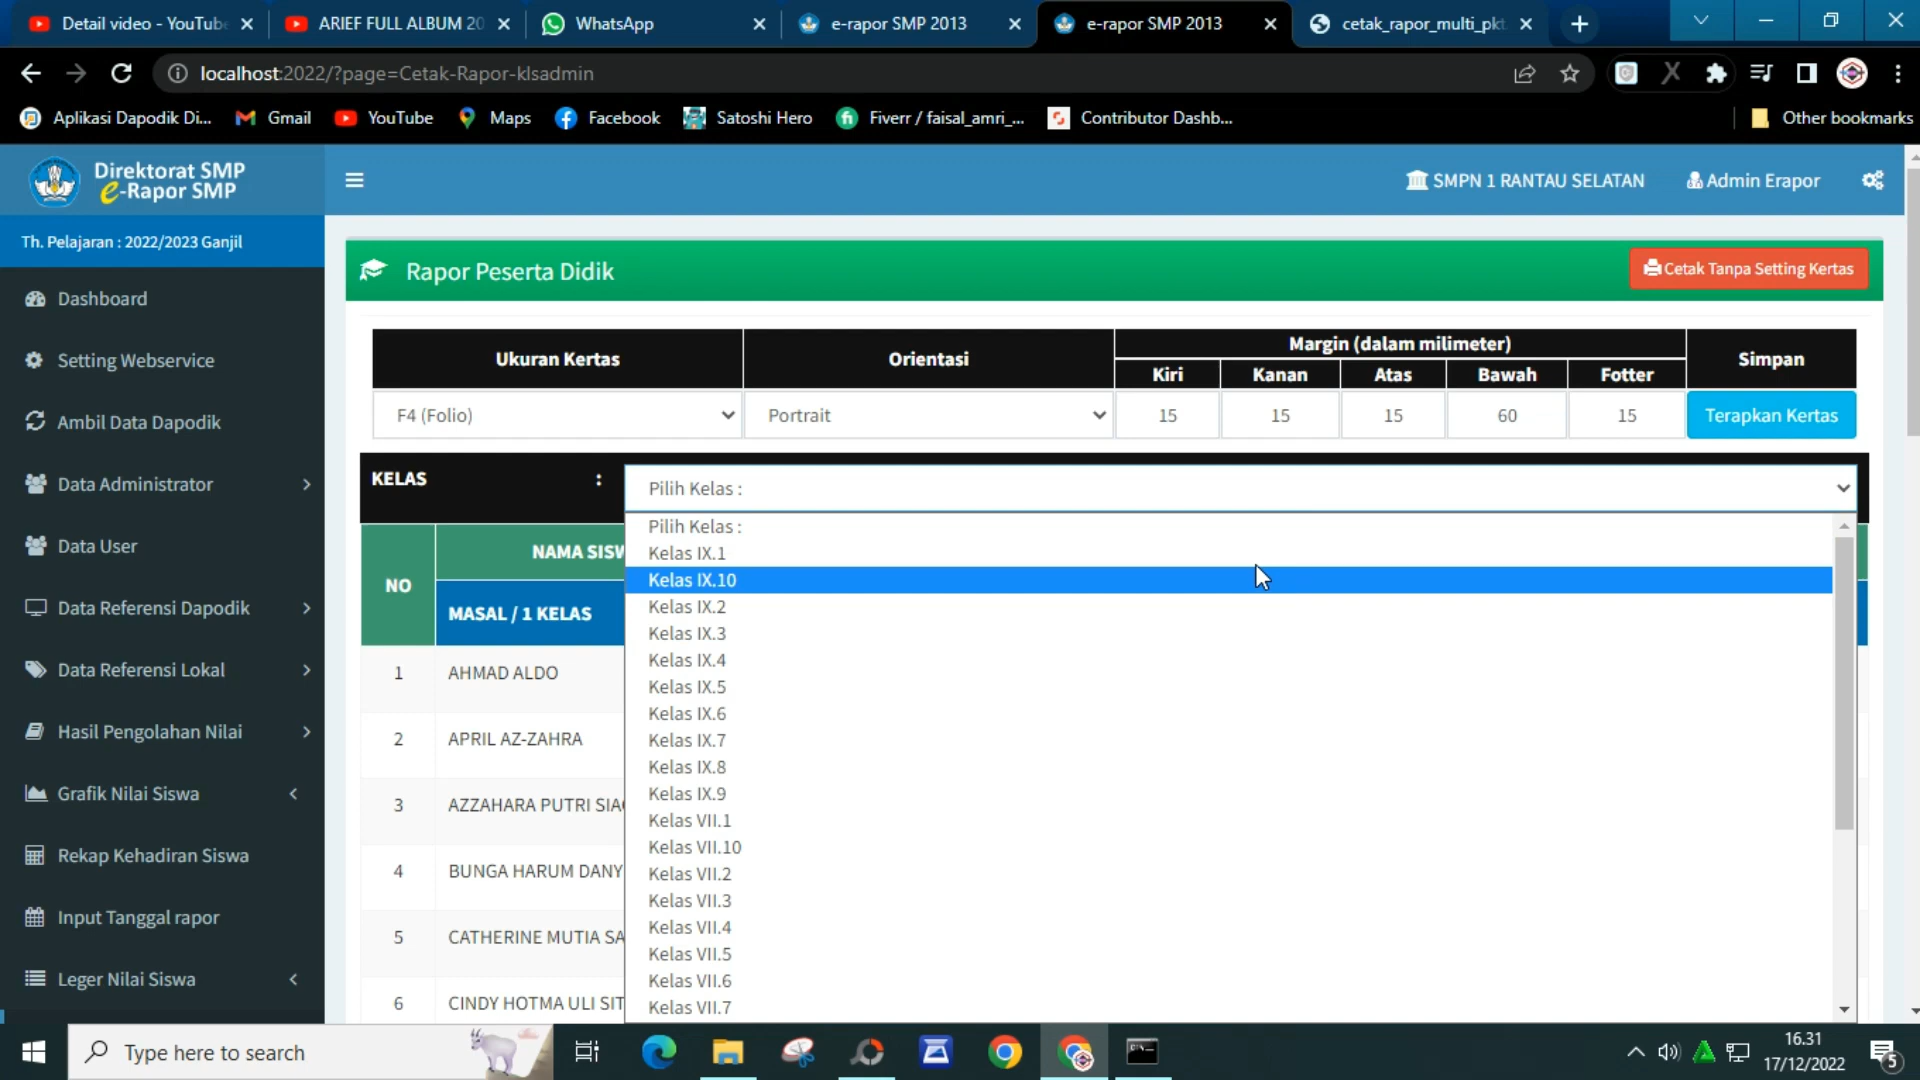 Detail video - YouTube
ARIEF FULL ALBUM 20
WhatsApp
e-rapor SMP 2013
e-rapor SMP 2013
cetak_rapor_multi_pkt
localhost:2022/?page=Cetak-Rapor-klsadmin
Aplikasi Dapodik Di...
Gmail
YouTube
Maps
Facebook
Satoshi Hero
Fiverr / faisal_amri_...
Contributor Dashb...
Other bookmarks
Direktorat SMP
e-Rapor SMP
SMPN 1 RANTAU SELATAN
Admin Erapor
Th. Pelajaran : 2022/2023 Ganjil
Dashboard
Setting Webservice
Ambil Data Dapodik
Data Administrator
Data User
Data Referensi Dapodik
Data Referensi Lokal
Hasil Pengolahan Nilai
Grafik Nilai Siswa
Rekap Kehadiran Siswa
Input Tanggal rapor
Leger Nilai Siswa
Rapor Peserta Didik
Cetak Tanpa Setting Kertas
Ukuran Kertas
Orientasi
Margin (dalam milimeter)
Simpan
Kiri
Kanan
Atas
Bawah
Fotter
F4 (Folio)
Portrait
15
15
15
60
15
Terapkan Kertas
KELAS :
Pilih Kelas :
Pilih Kelas :
Kelas IX.1
Kelas IX.10
Kelas IX.2
Kelas IX.3
Kelas IX.4
Kelas IX.5
Kelas IX.6
Kelas IX.7
Kelas IX.8
Kelas IX.9
Kelas VII.1
Kelas VII.10
Kelas VII.2
Kelas VII.3
Kelas VII.4
Kelas VII.5
Kelas VII.6
Kelas VII.7
NO
NAMA SISW
MASAL / 1 KELAS
1 AHMAD ALDO
2 APRIL AZ-ZAHRA
3 AZZAHARA PUTRI SIA
4 BUNGA HARUM DANY
5 CATHERINE MUTIA SA
6 CINDY HOTMA ULI SIT
Type here to search
16.31
17/12/2022
5